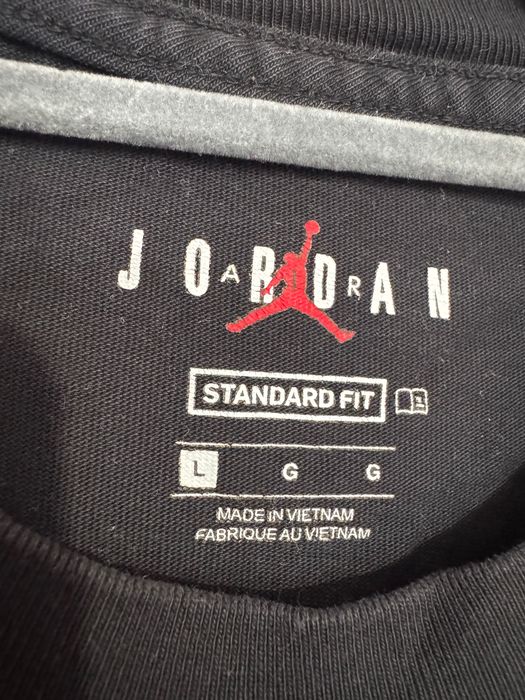 JORDAN
AIR
STANDARD FIT
L G G
MADE IN VIETNAM
FABRIQUE AU VIETNAM